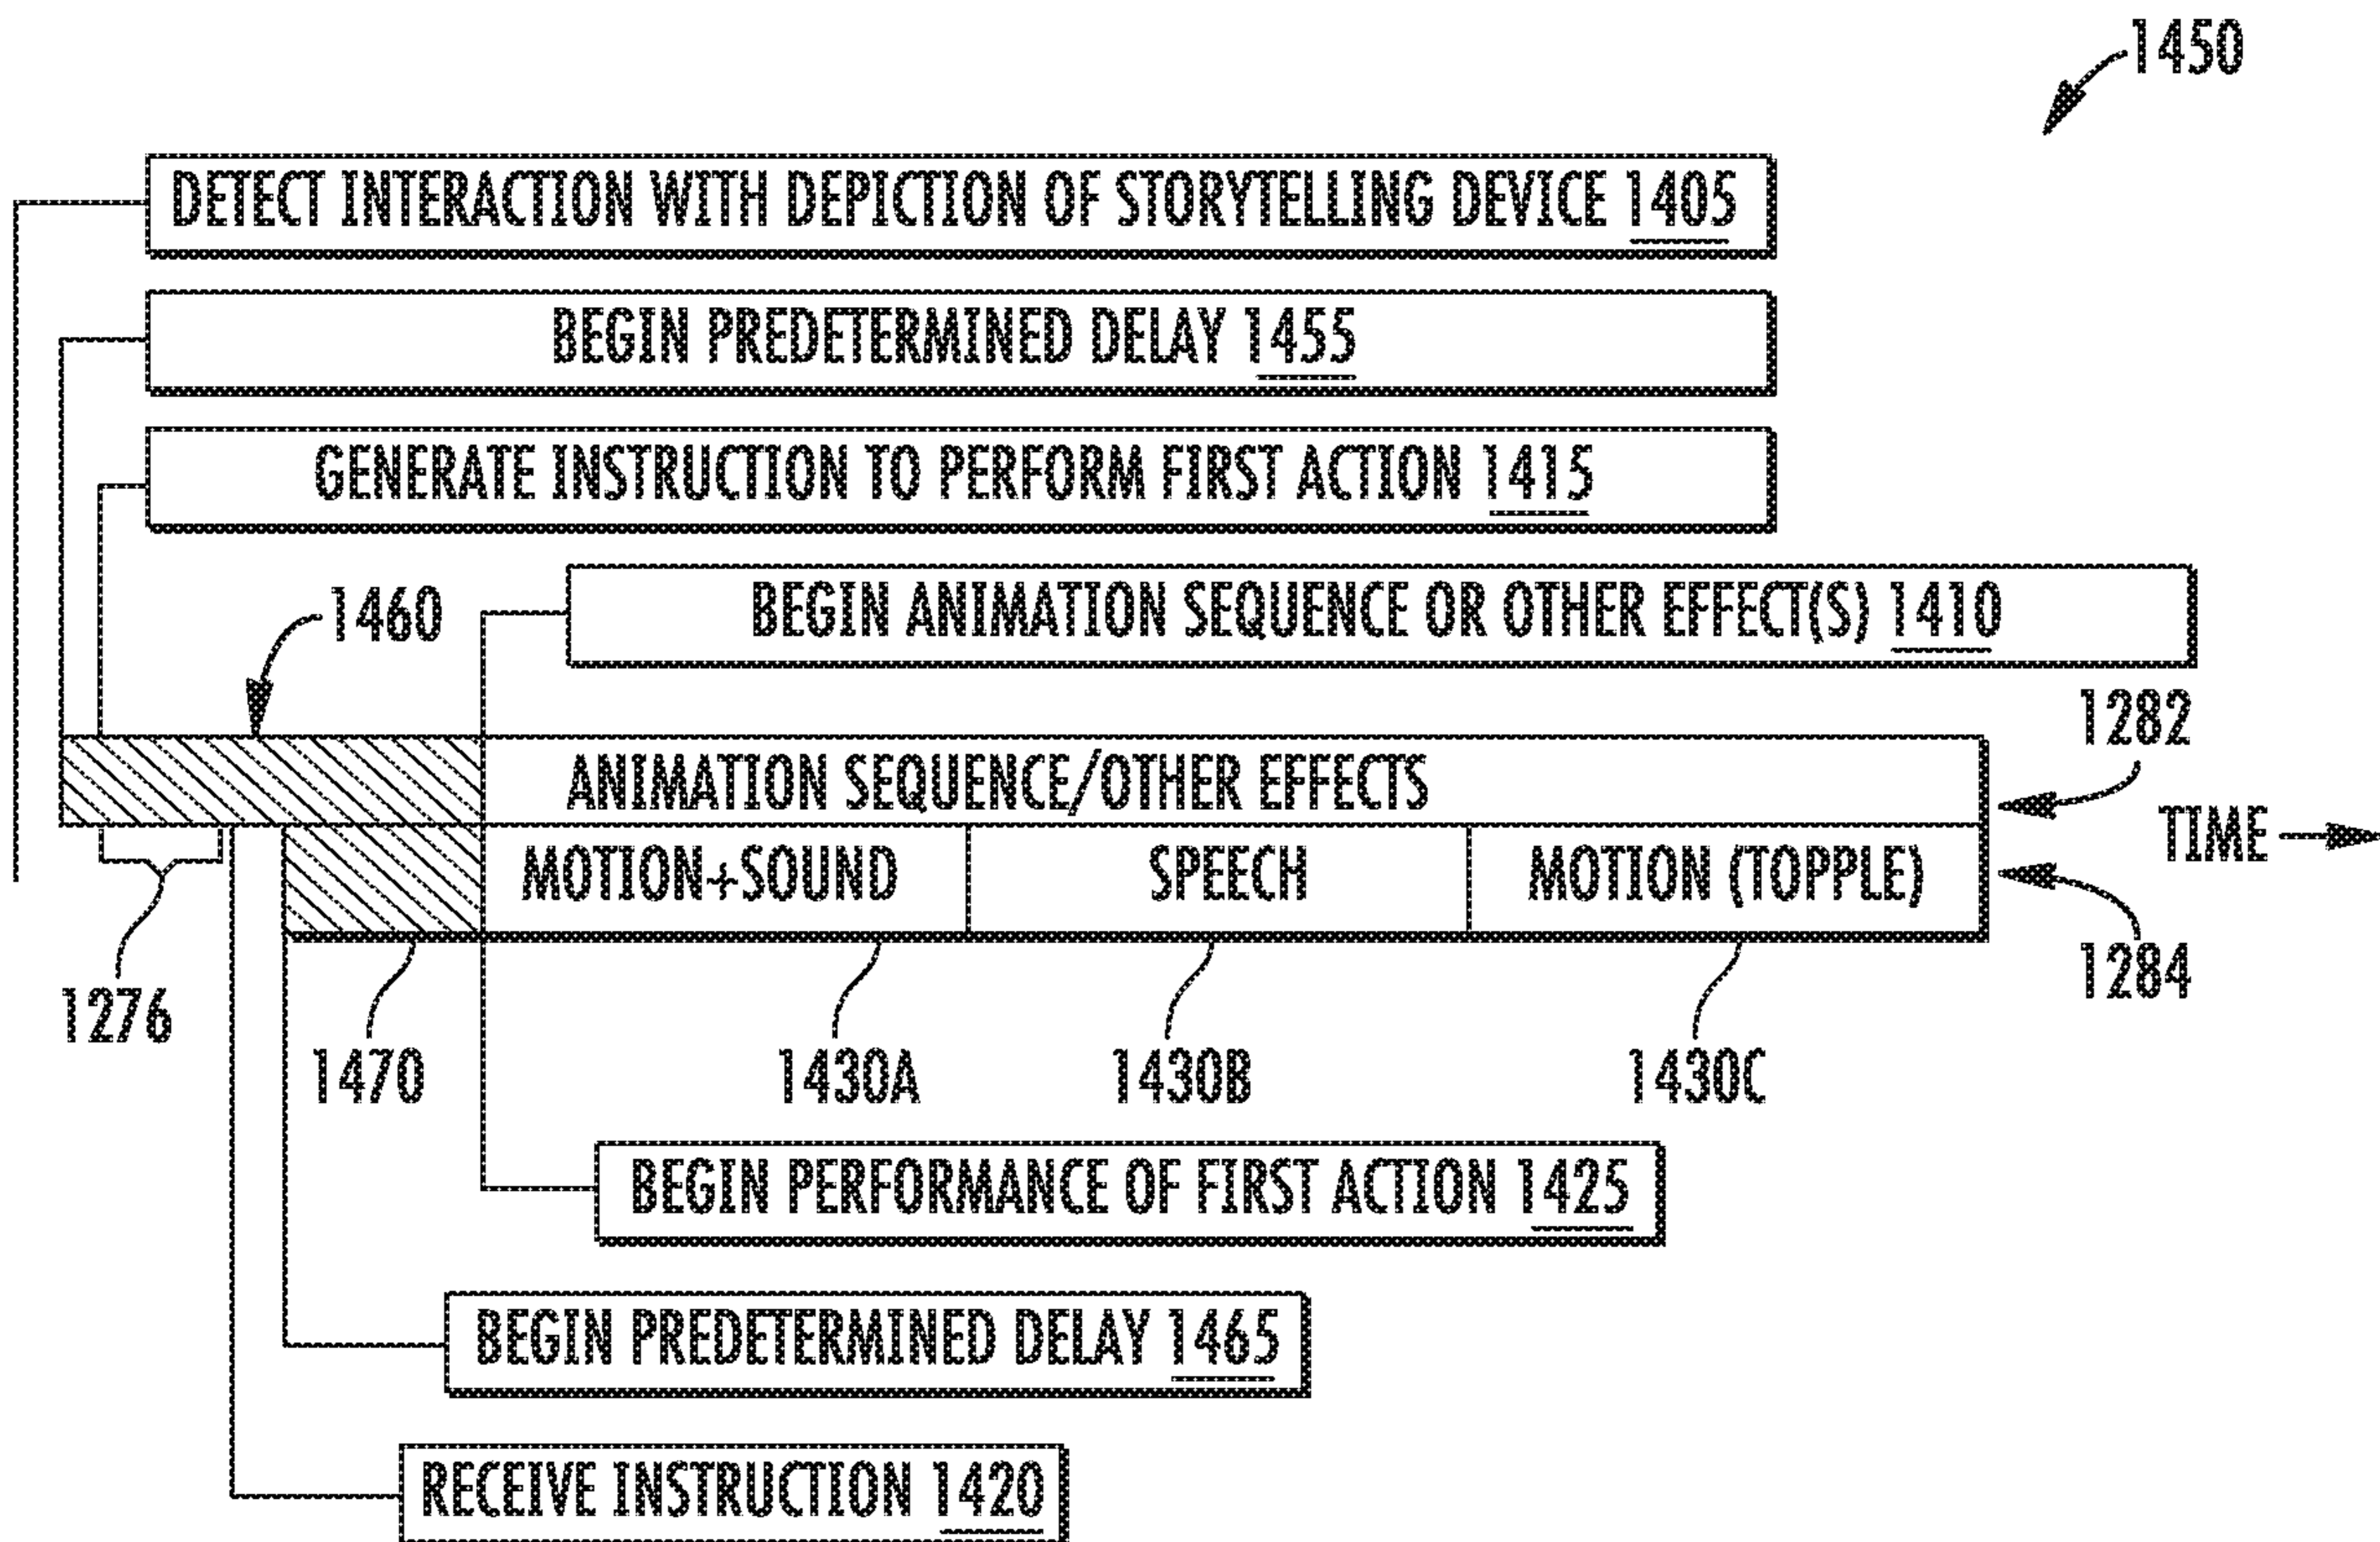 1450
DETECT INTERACTION WITH DEPICTION OF STORYTELLING DEVICE 1405
BEGIN PREDETERMINED DELAY 1455
GENERATE INSTRUCTION TO PERFORM FIRST ACTION 1415
BEGIN ANIMATION SEQUENCE OR OTHER EFFECT(S) 1410
1460
1282
ANIMATION SEQUENCE/OTHER EFFECTS
TIME
MOTION+SOUND SPEECH MOTION (TOPPLE)
1284
1276
1470 1430A 1430B 1430C
BEGIN PERFORMANCE OF FIRST ACTION 1425
BEGIN PREDETERMINED DELAY 1465
RECEIVE INSTRUCTION 1420